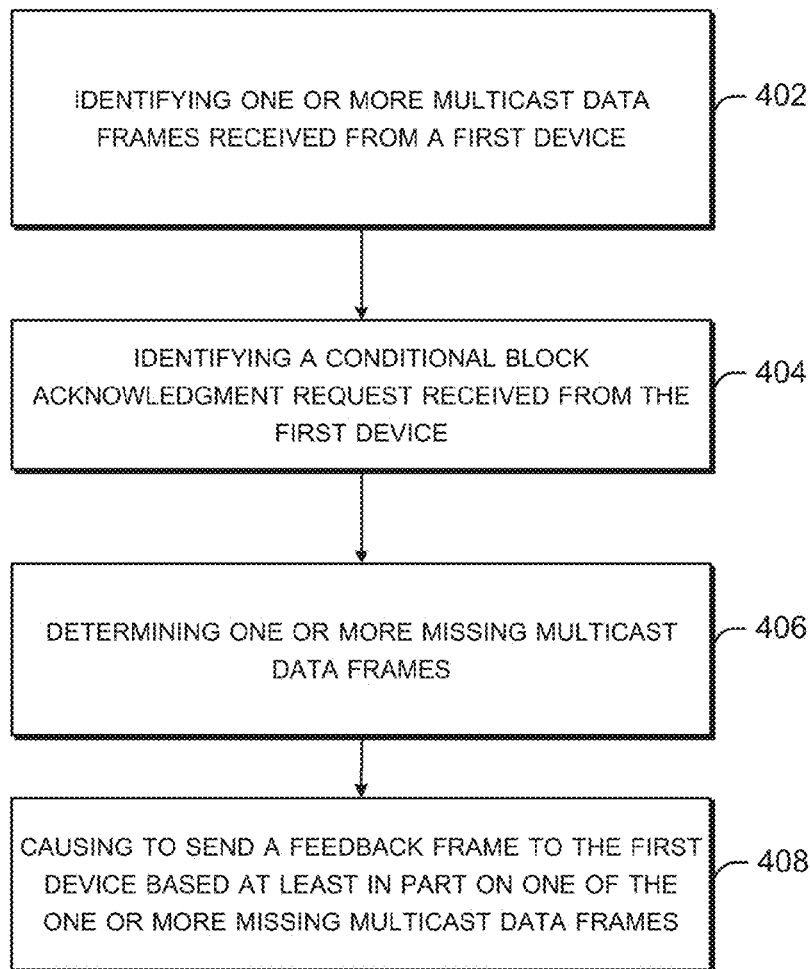 IDENTIFYING ONE OR MORE MULTICAST DATA
FRAMES RECEIVED FROM A FIRST DEVICE
402
IDENTIFYING A CONDITIONAL BLOCK
ACKNOWLEDGMENT REQUEST RECEIVED FROM THE
FIRST DEVICE
404
DETERMINING ONE OR MORE MISSING MULTICAST
DATA FRAMES
406
CAUSING TO SEND A FEEDBACK FRAME TO THE FIRST
DEVICE BASED AT LEAST IN PART ON ONE OF THE
ONE OR MORE MISSING MULTICAST DATA FRAMES
408